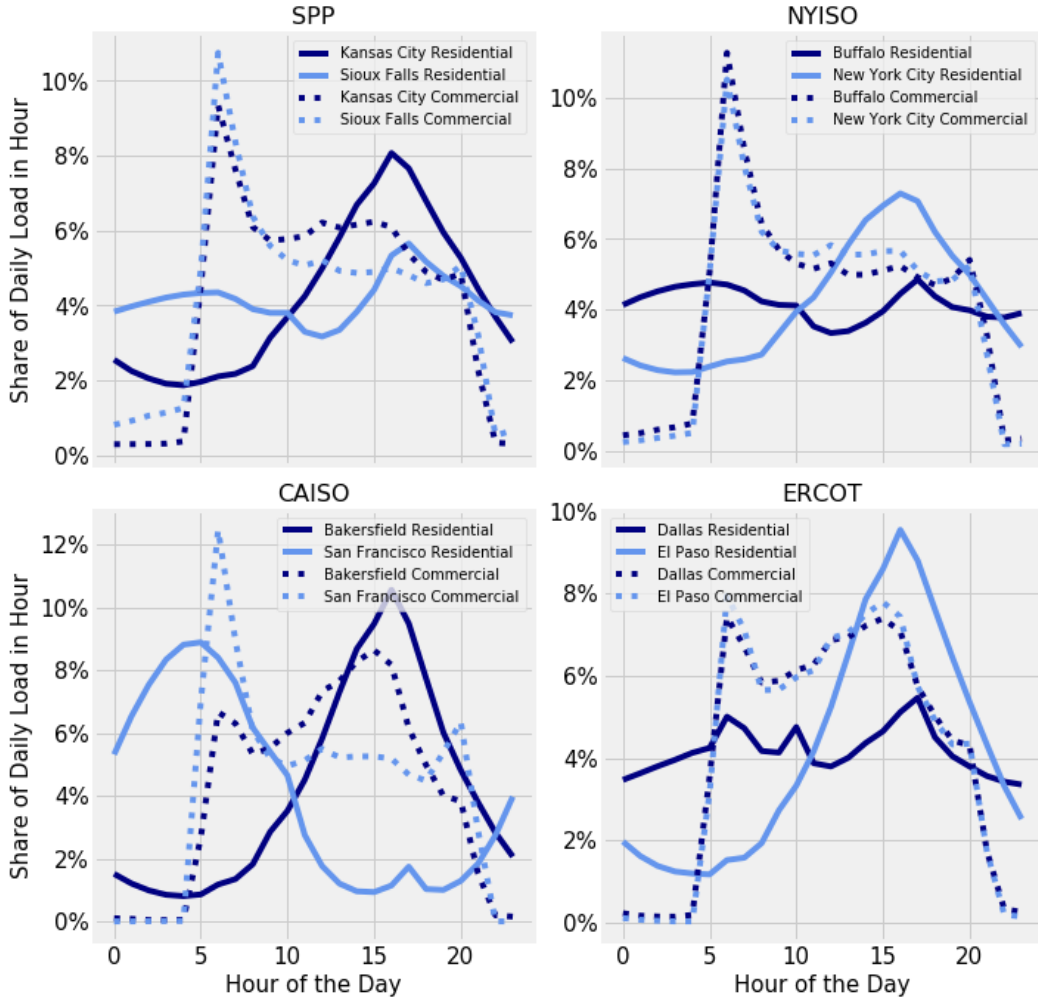 SPP
NYISO
Share of Daily Load in Hour
10%
8%
6%
4%
2%
0%
Kansas City Residential
Sioux Falls Residential
Kansas City Commercial
Sioux Falls Commercial
10%
8%
6%
4%
2%
0%
Buffalo Residential
New York City Residential
Buffalo Commercial
New York City Commercial
CAISO
ERCOT
Share of Daily Load in Hour
12%
10%
8%
6%
4%
2%
0%
Bakersfield Residential
San Francisco Residential
Bakersfield Commercial
San Francisco Commercial
0 5 10 15 20
Hour of the Day
10%
8%
6%
4%
2%
0%
Dallas Residential
El Paso Residential
Dallas Commercial
El Paso Commercial
0 5 10 15 20
Hour of the Day